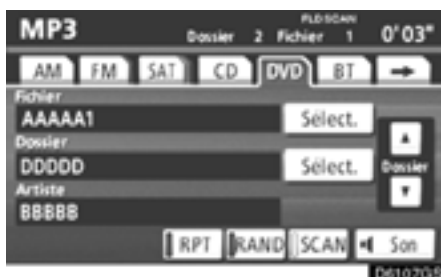 FLD.SCAN
MP3 Dossier 2 Fichier 1 0'03"
AM FM SAT CD DVD BT
Fichier
AAAAA1 Sélect.
Dossier
DDDDD Sélect. Dossier
Artiste
BBBBB
RPT RAND SCAN Son